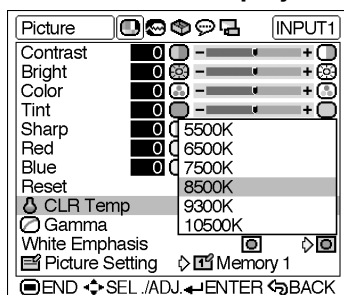 Picture INPUT1
Contrast 0 - +
Bright 0 - +
Color 0 - +
Tint 0 - +
Sharp 0
Red 0
Blue 0
Reset
CLR Temp
Gamma
White Emphasis
Picture Setting Memory 1
5500K
6500K
7500K
8500K
9300K
10500K
END SEL./ADJ. ENTER BACK